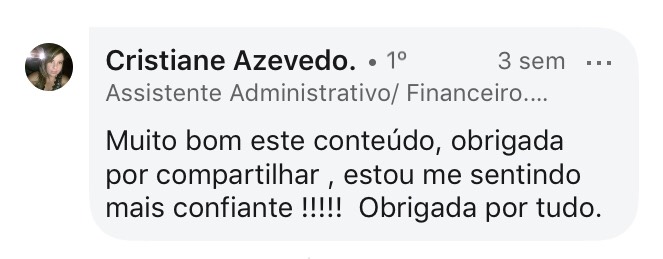 Cristiane Azevedo. • 1º 3 sem ...
Assistente Administrativo/ Financeiro....
Muito bom este conteúdo, obrigada
por compartilhar , estou me sentindo
mais confiante !!!!!  Obrigada por tudo.